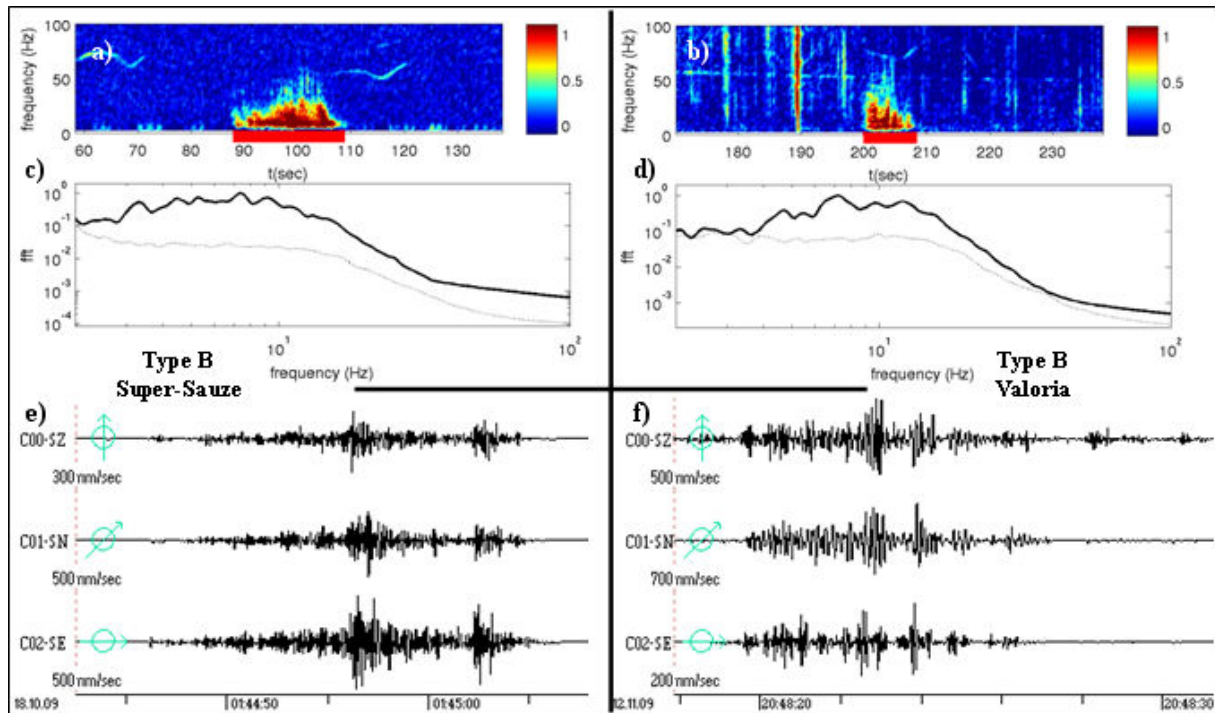 a)
frequency (Hz)
100
50
0
60 70 80 90 100 110 120 130
t(sec)
1
0.5
0
b)
frequency (Hz)
100
50
0
180 190 200 210 220 230
t(sec)
1
0.5
0
c)
fft
10^0
10^-1
10^-2
10^-3
10^-4
10^1
10^2
frequency (Hz)
d)
fft
10^0
10^-1
10^-2
10^-3
10^1
10^2
frequency (Hz)
Type B
Super-Sauze
Type B
Valoria
e)
C00-SZ
300 nm/sec
C01-SN
500 nm/sec
C02-SE
500 nm/sec
18.10.09 01:44:50 01:45:00
f)
C00-SZ
500 nm/sec
C01-SN
700 nm/sec
C02-SE
200 nm/sec
12.11.09 20:48:20 20:48:30